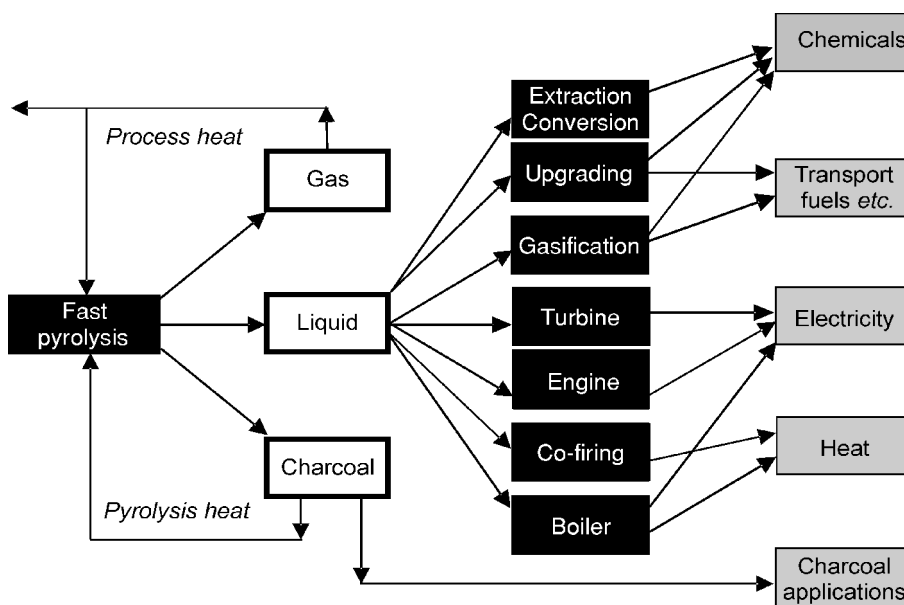 Chemicals
Extraction
Conversion
Process heat
Gas
Upgrading
Transport
fuels etc.
Gasification
Fast
pyrolysis
Liquid
Turbine
Electricity
Engine
Charcoal
Co-firing
Heat
Pyrolysis heat
Boiler
Charcoal
applications